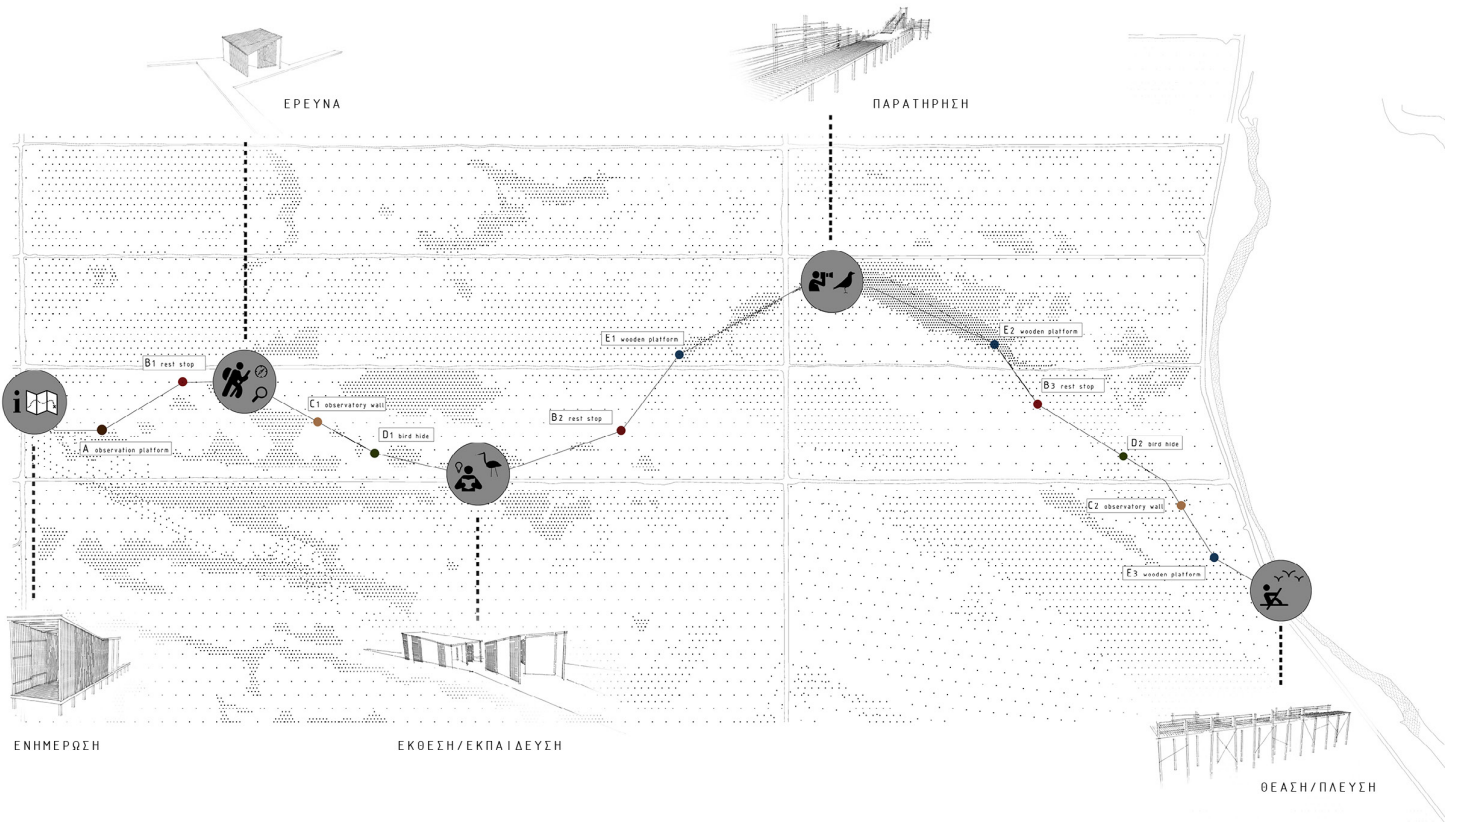 ΕΡΕΥΝΑ
ΠΑΡΑΤΗΡΗΣΗ
E1 wooden platform
E2 wooden platform
B1 rest stop
i
B3 rest stop
C1 observatory wall
B2 rest stop
D1 bird hide
D2 bird hide
A observation platform
C2 observatory wall
E3 wooden platform
ΕΝΗΜΕΡΩΣΗ
ΕΚΘΕΣΗ/ΕΚΠΑΙΔΕΥΣΗ
ΘΕΑΣΗ/ΠΛΕΥΣΗ